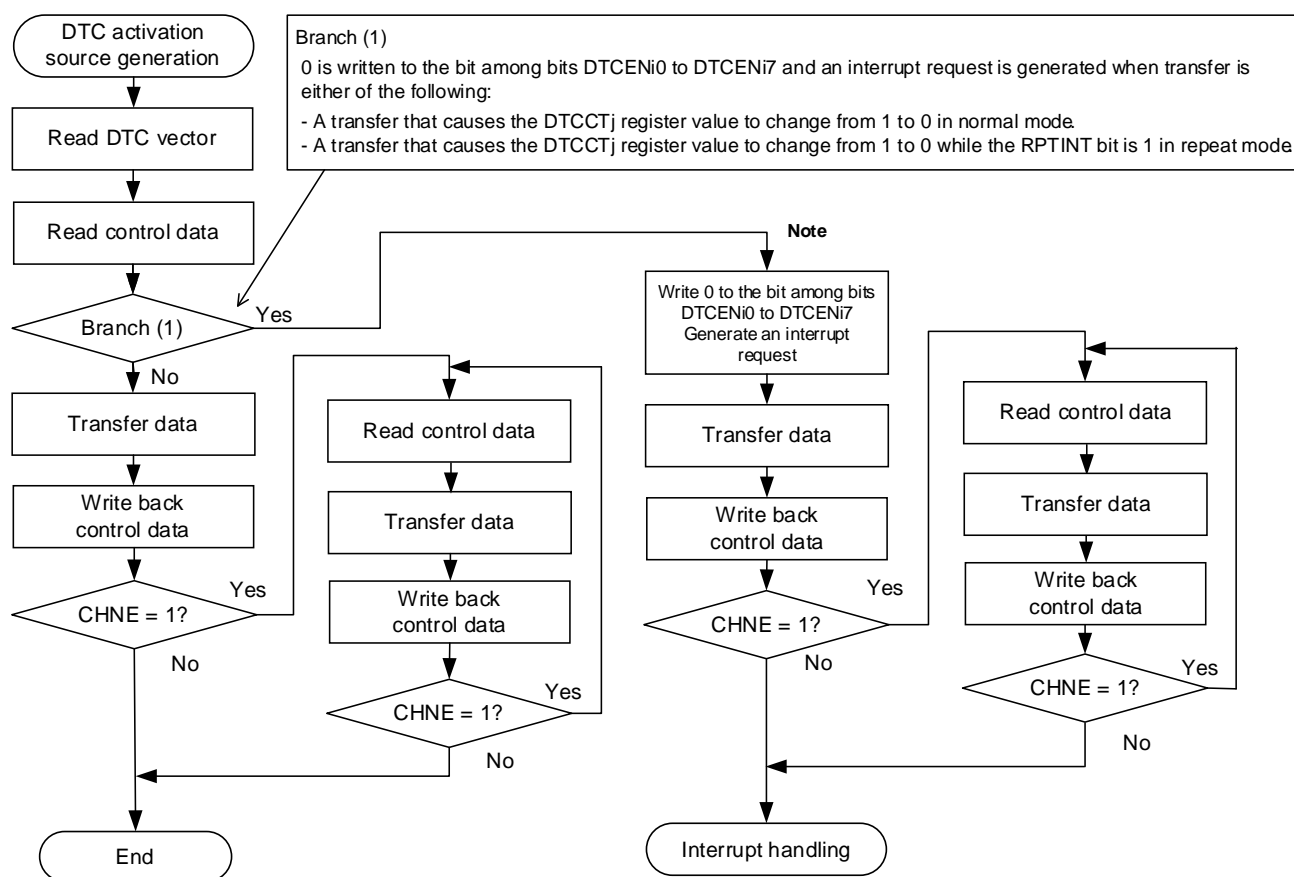 DTC activation
source generation
Branch (1)
0 is written to the bit among bits DTCENi0 to DTCENi7 and an interrupt request is generated when transfer is
either of the following:
- A transfer that causes the DTCCTj register value to change from 1 to 0 in normal mode.
- A transfer that causes the DTCCTj register value to change from 1 to 0 while the RPTINT bit is 1 in repeat mode.
Read DTC vector
Read control data
Branch (1)
Yes
No
Transfer data
Write back
control data
CHNE = 1?
Yes
No
End
Read control data
Transfer data
Write back
control data
CHNE = 1?
Yes
No
Note
Write 0 to the bit among bits
DTCENi0 to DTCENi7
Generate an interrupt
request
Transfer data
Write back
control data
CHNE = 1?
Yes
No
Interrupt handling
Read control data
Transfer data
Write back
control data
CHNE = 1?
Yes
No